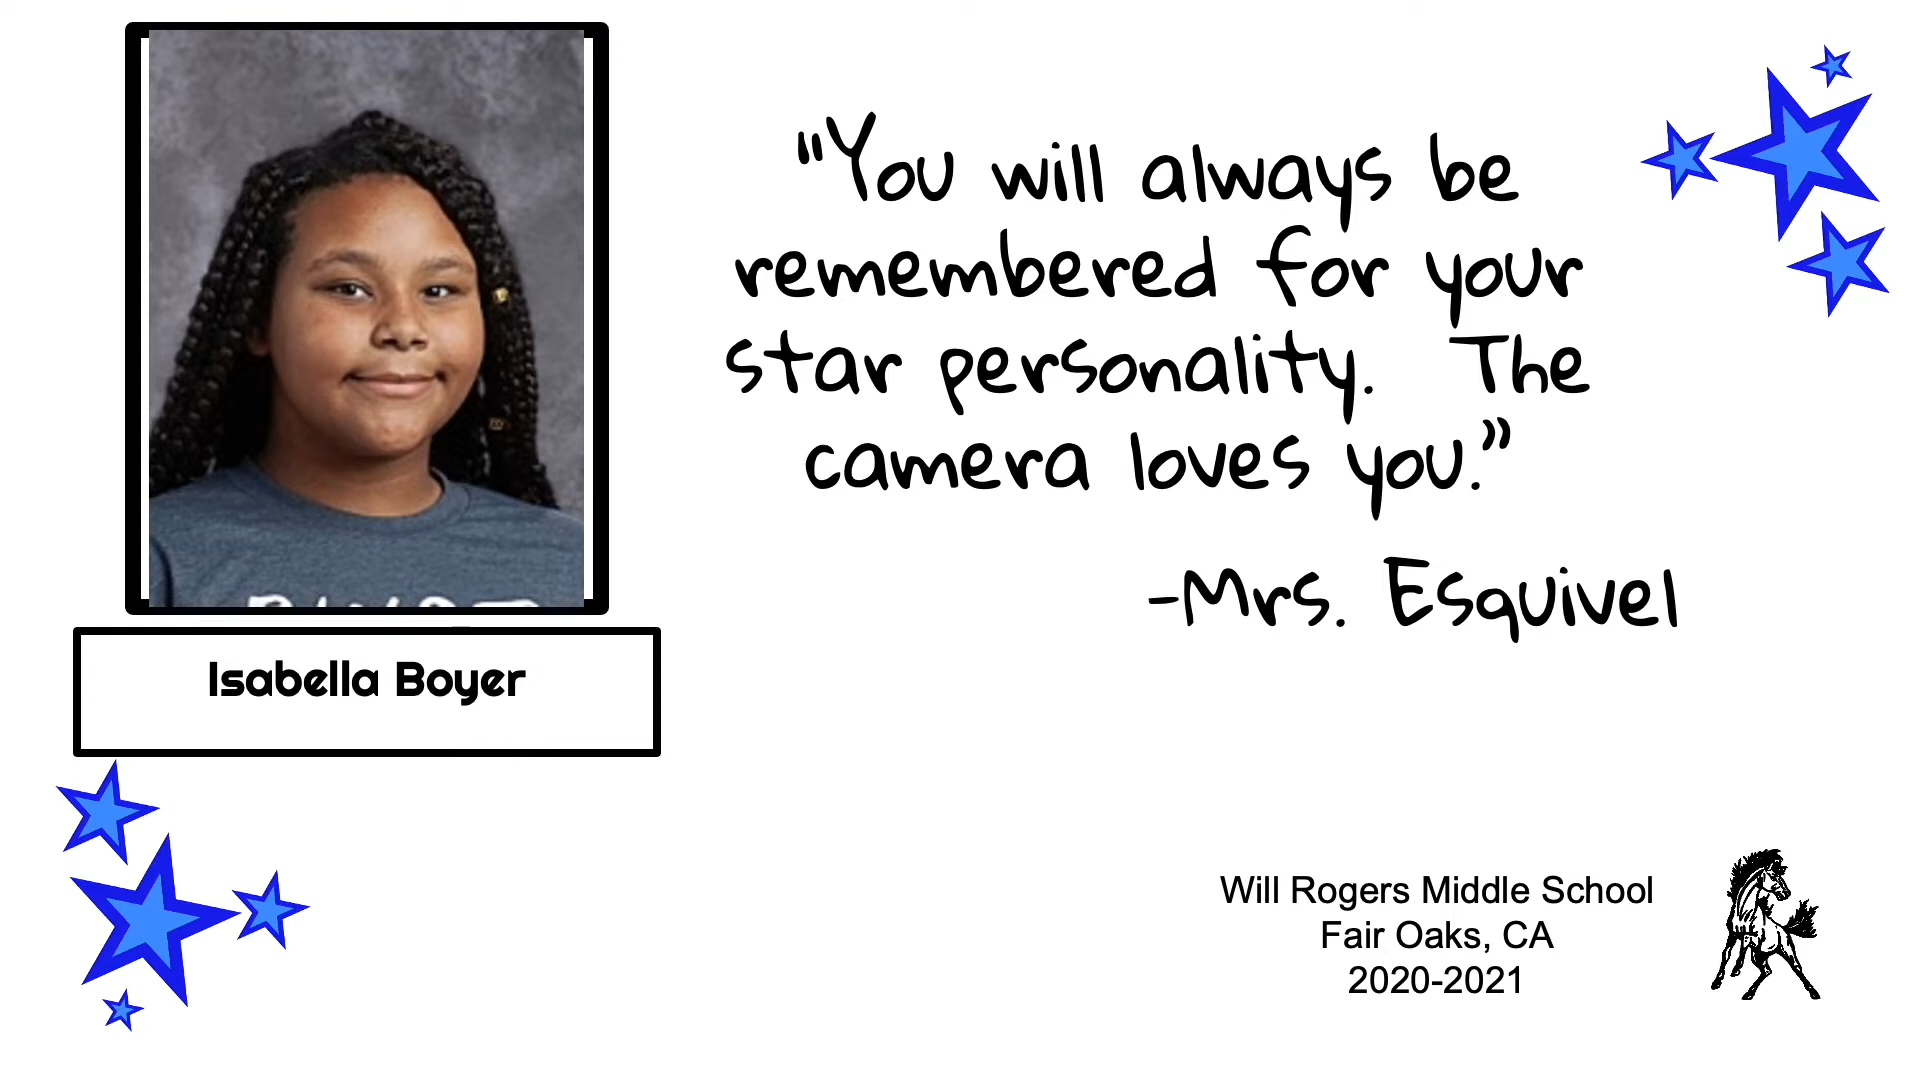 "You will always be
remembered for your
star personality.  The
camera loves you.”
-Mrs. Esquivel
Isabella Boyer
Will Rogers Middle School
Fair Oaks, CA
2020-2021